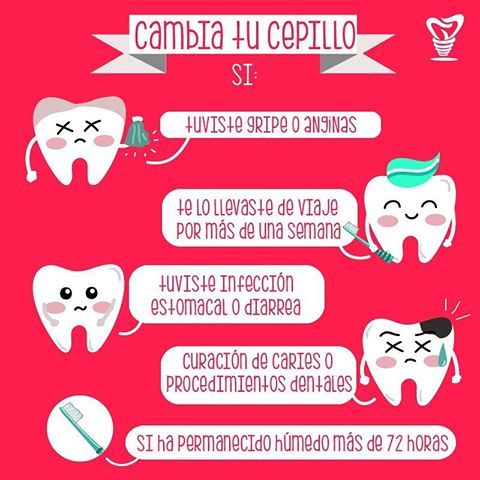 Cambia tu cepillo
si:
tuviste gripe o anginas
te lo llevaste de viaje
por más de una semana
tuviste infección
estomacal o diarrea
curación de caries o
procedimientos dentales
si ha permanecido húmedo más de 72 horas